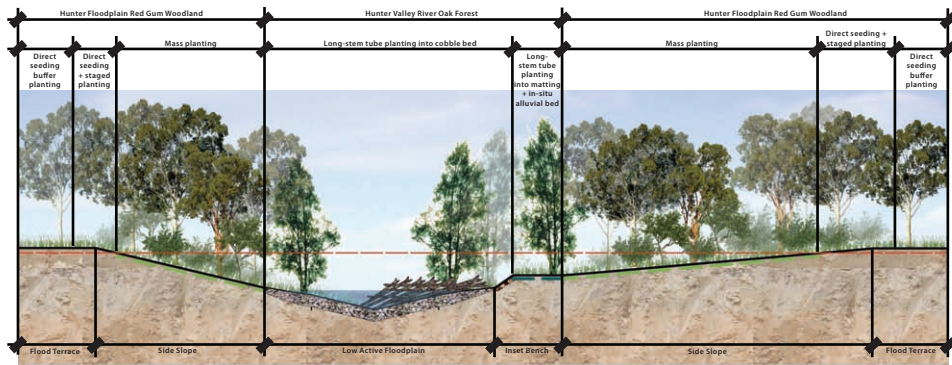 Hunter Floodplain Red Gum Woodland
Hunter Valley River Oak Forest
Hunter Floodplain Red Gum Woodland
Direct
seeding
buffer
planting
Direct
seeding
+ staged
planting
Mass planting
Long-stem tube planting into cobble bed
Long-
stem tube
planting
into matting
+ in-situ
alluvial bed
Mass planting
Direct seeding +
staged planting
Direct
seeding
buffer
planting
Flood Terrace
Side Slope
Low Active Floodplain
Inset Bench
Side Slope
Flood Terrace